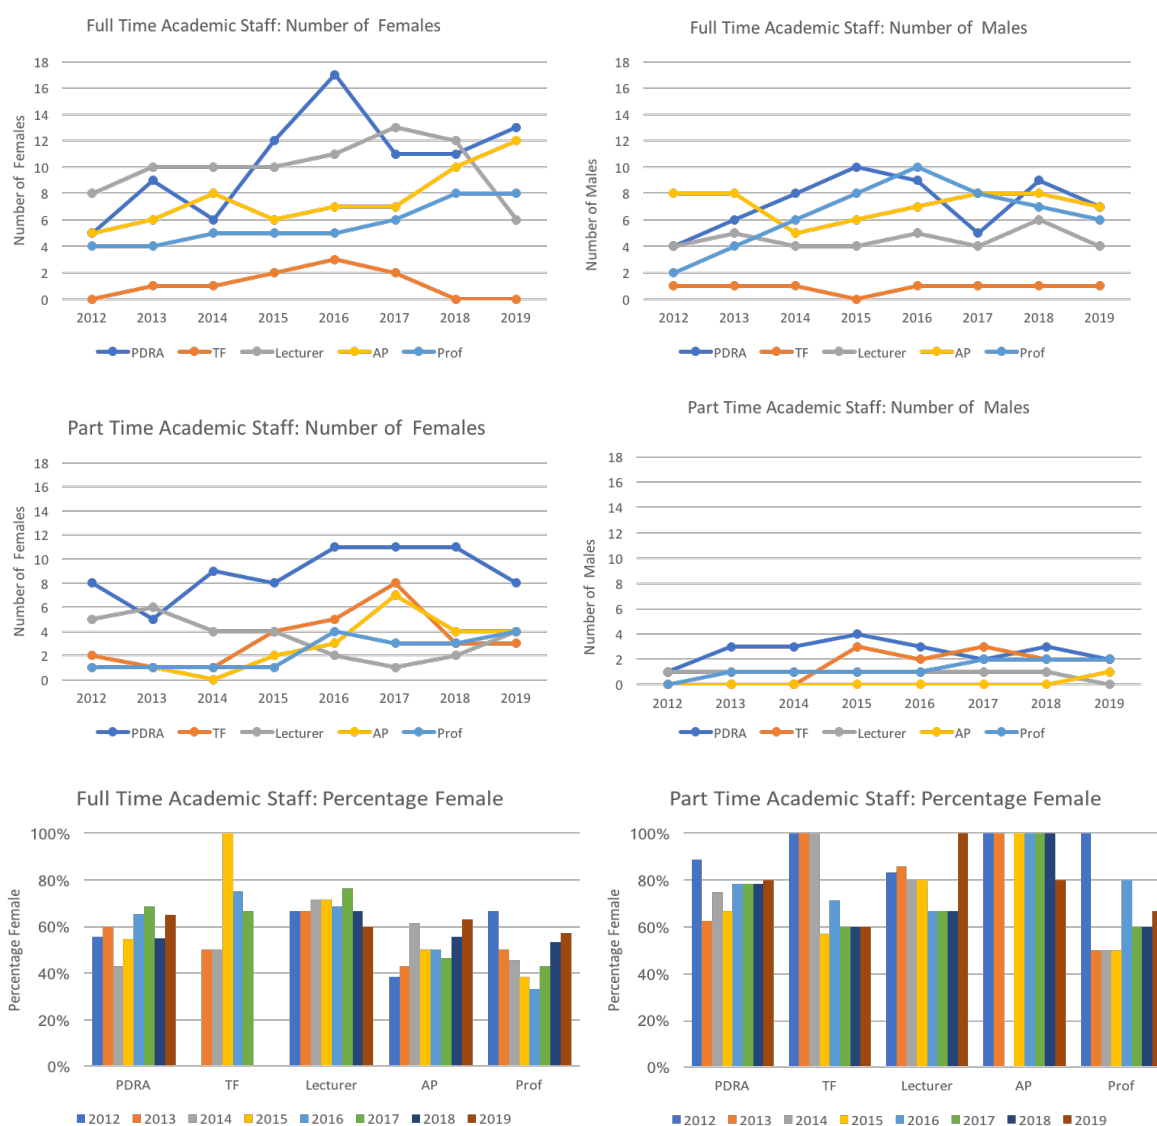 Full Time Academic Staff: Number of Females
Number of Females
18
16
14
12
10
8
6
4
2
0
2012 2013 2014 2015 2016 2017 2018 2019
PDRA TF Lecturer AP Prof
Full Time Academic Staff: Number of Males
Number of Males
18
16
14
12
10
8
6
4
2
0
2012 2013 2014 2015 2016 2017 2018 2019
PDRA TF Lecturer AP Prof
Part Time Academic Staff: Number of Females
Number of Females
18
16
14
12
10
8
6
4
2
0
2012 2013 2014 2015 2016 2017 2018 2019
PDRA TF Lecturer AP Prof
Part Time Academic Staff: Number of Males
Number of Males
18
16
14
12
10
8
6
4
2
0
2012 2013 2014 2015 2016 2017 2018 2019
PDRA TF Lecturer AP Prof
Full Time Academic Staff: Percentage Female
Percentage Female
100%
80%
60%
40%
20%
0%
PDRA TF Lecturer AP Prof
2012 2013 2014 2015 2016 2017 2018 2019
Part Time Academic Staff: Percentage Female
Percentage Female
100%
80%
60%
40%
20%
0%
PDRA TF Lecturer AP Prof
2012 2013 2014 2015 2016 2017 2018 2019